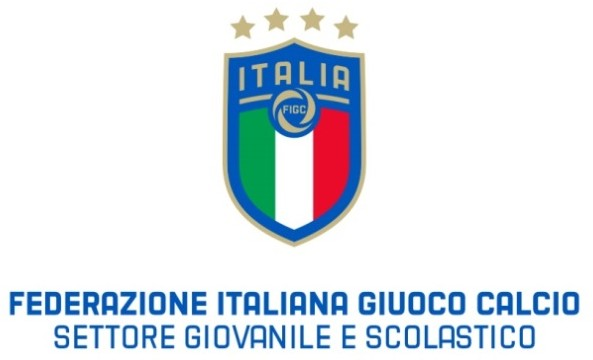 ITALIA
FIGC
FEDERAZIONE ITALIANA GIUOCO CALCIO
SETTORE GIOVANILE E SCOLASTICO